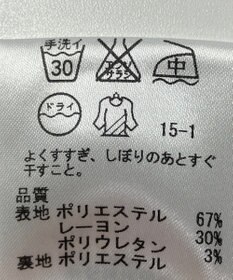 手洗イ
30
エンソ
サラシ
中
ドライ
15-1
よくすすぎ、しぼりのあとすぐ
干すこと。
品質
表地 ポリエステル 67%
レーヨン 30%
ポリウレタン 3%
裏地 ポリエステル